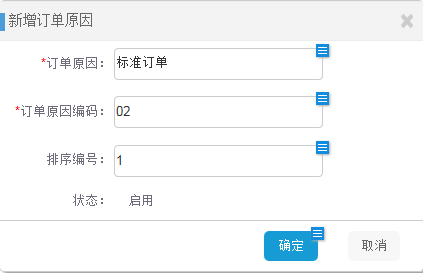 新增订单原因
*订单原因： 标准订单
*订单原因编码： 02
排序编号： 1
状态： 启用
确定 取消